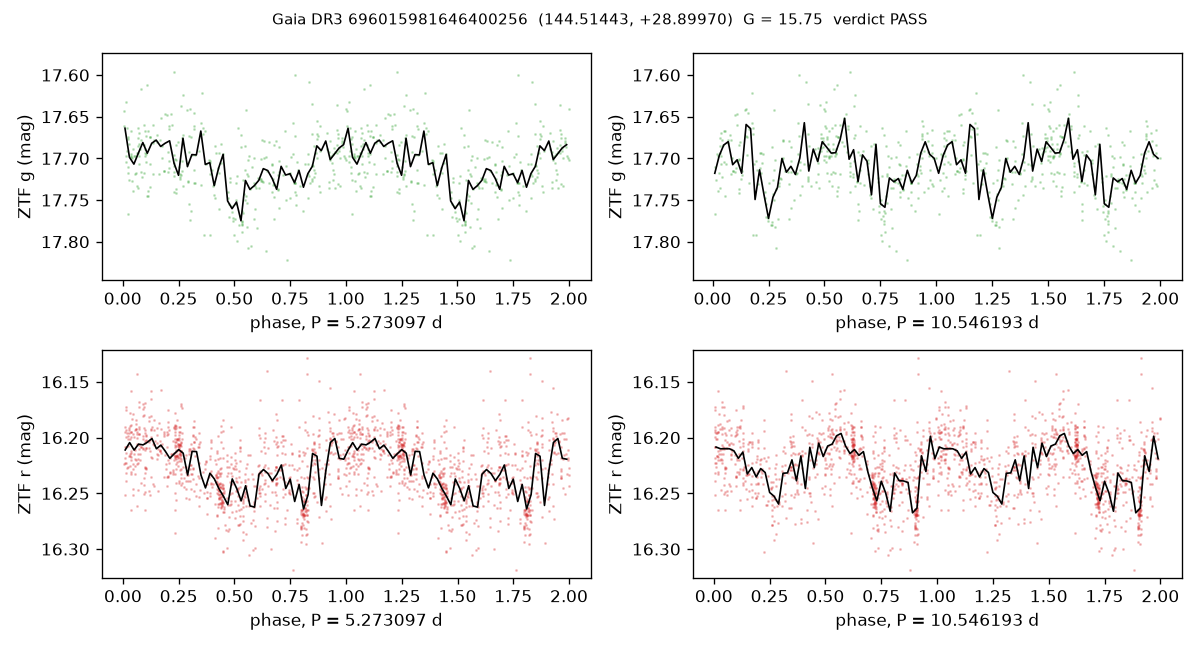 Gaia DR3 696015981646400256  (144.51443, +28.89970)  G = 15.75  verdict PASS
ZTF g (mag)
17.60
17.65
17.70
17.75
17.80
0.00 0.25 0.50 0.75 1.00 1.25 1.50 1.75 2.00
phase, P = 5.273097 d
ZTF g (mag)
17.60
17.65
17.70
17.75
17.80
0.00 0.25 0.50 0.75 1.00 1.25 1.50 1.75 2.00
phase, P = 10.546193 d
ZTF r (mag)
16.15
16.20
16.25
16.30
0.00 0.25 0.50 0.75 1.00 1.25 1.50 1.75 2.00
phase, P = 5.273097 d
ZTF r (mag)
16.15
16.20
16.25
16.30
0.00 0.25 0.50 0.75 1.00 1.25 1.50 1.75 2.00
phase, P = 10.546193 d